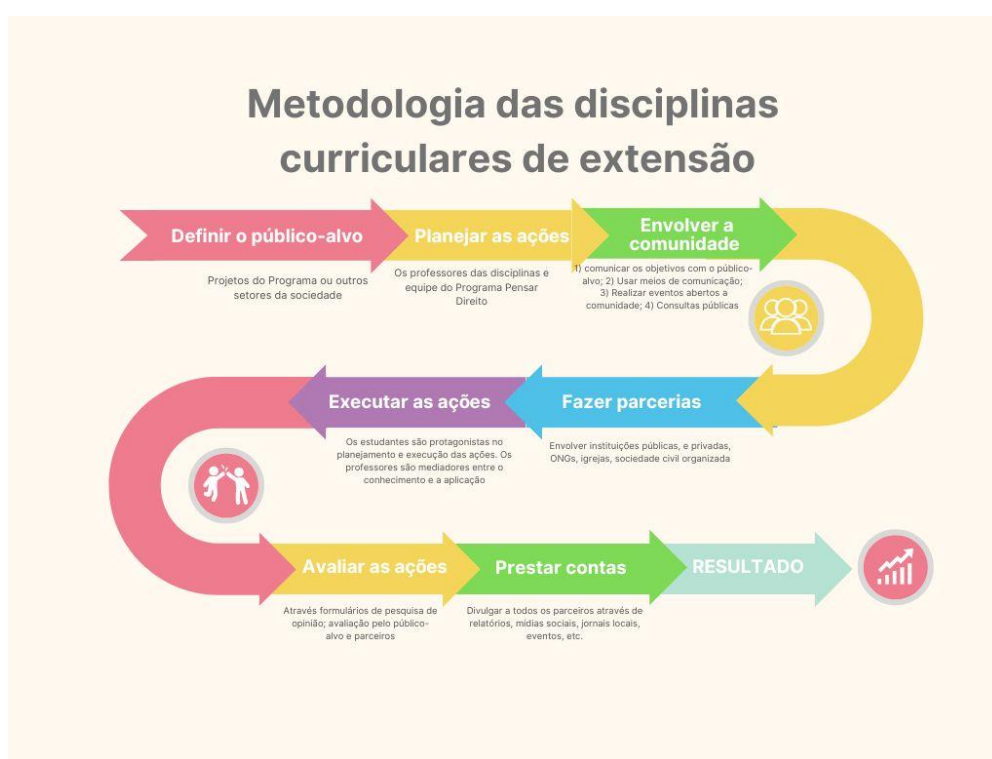 Metodologia das disciplinas
curriculares de extensão
Definir o público-alvo
Projetos do Programa ou outros
setores da sociedade
Planejar as ações
Os professores das disciplinas e
equipe do Programa Pensar
Direito
Envolver a
comunidade
1) comunicar os objetivos com o público-
alvo; 2) Usar meios de comunicação;
3) Realizar eventos abertos a
comunidade; 4) Consultas públicas
Fazer parcerias
Envolver instituições públicas, e privadas,
ONGs, igrejas, sociedade civil organizada
Executar as ações
Os estudantes são protagonistas no
planejamento e execução das ações. Os
professores são mediadores entre o
conhecimento e a aplicação
Avaliar as ações
Através formulários de pesquisa de
opinião; avaliação pelo público-
alvo e parceiros
Prestar contas
Divulgar a todos os parceiros através de
relatórios, mídias sociais, jornais locais,
eventos, etc.
RESULTADO